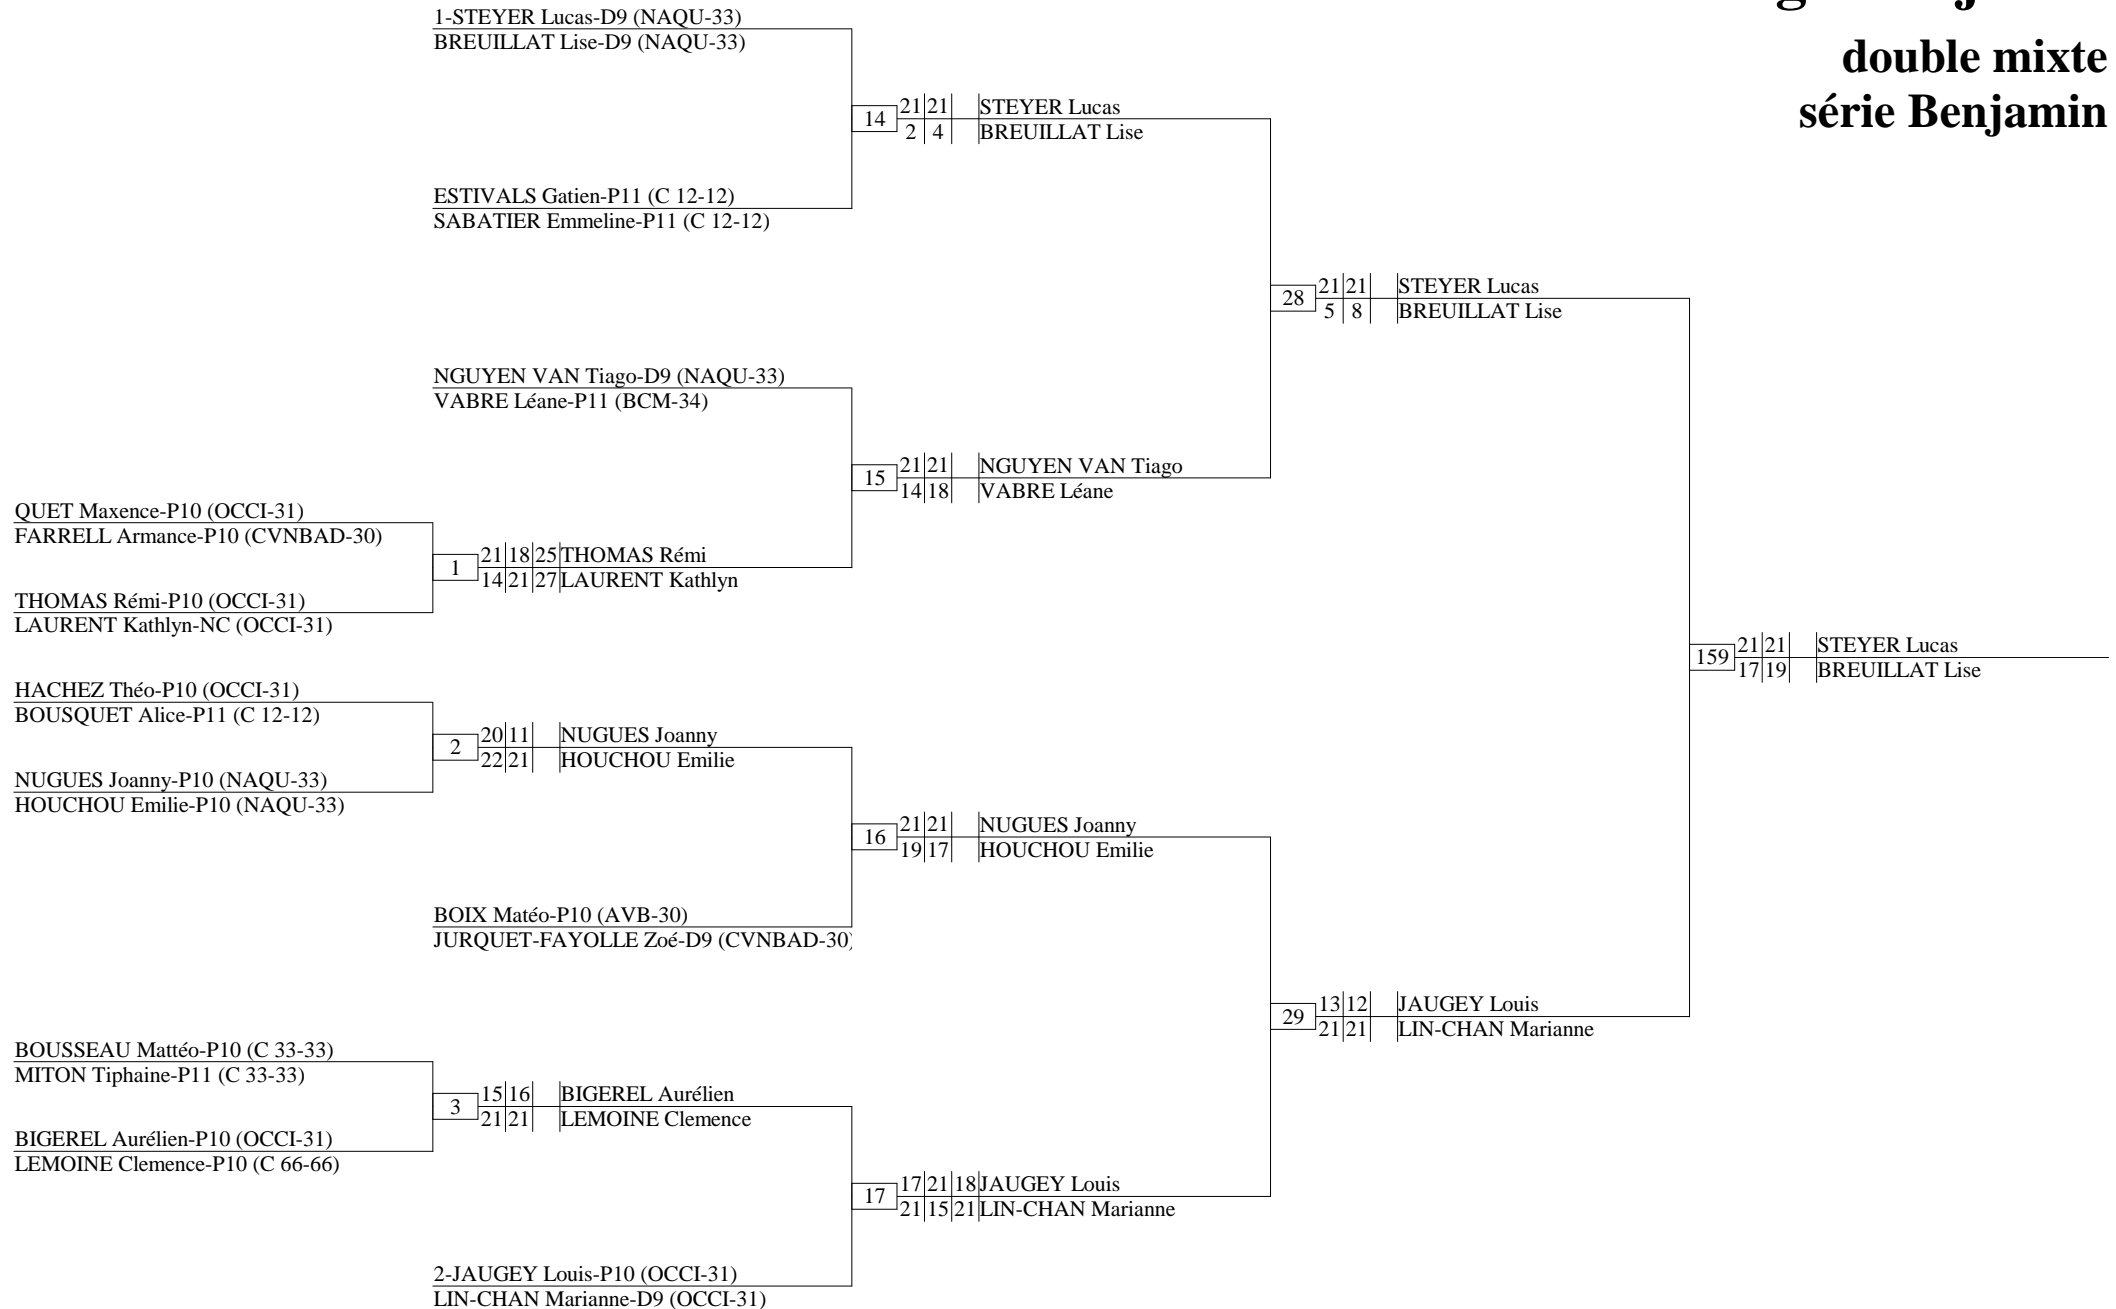 double mixte
série Benjamin
1-STEYER Lucas-D9 (NAQU-33)
BREUILLAT Lise-D9 (NAQU-33)
14
21 21
2 4
STEYER Lucas
BREUILLAT Lise
ESTIVALS Gatien-P11 (C 12-12)
SABATIER Emmeline-P11 (C 12-12)
28
21 21
5 8
STEYER Lucas
BREUILLAT Lise
NGUYEN VAN Tiago-D9 (NAQU-33)
VABRE Léane-P11 (BCM-34)
15
21 21
14 18
NGUYEN VAN Tiago
VABRE Léane
QUET Maxence-P10 (OCCI-31)
FARRELL Armance-P10 (CVNBAD-30)
1
21 18 25
14 21 27
THOMAS Rémi
LAURENT Kathlyn
THOMAS Rémi-P10 (OCCI-31)
LAURENT Kathlyn-NC (OCCI-31)
159
21 21
17 19
STEYER Lucas
BREUILLAT Lise
HACHEZ Théo-P10 (OCCI-31)
BOUSQUET Alice-P11 (C 12-12)
2
20 11
22 21
NUGUES Joanny
HOUCHOU Emilie
NUGUES Joanny-P10 (NAQU-33)
HOUCHOU Emilie-P10 (NAQU-33)
16
21 21
19 17
NUGUES Joanny
HOUCHOU Emilie
BOIX Matéo-P10 (AVB-30)
JURQUET-FAYOLLE Zoé-D9 (CVNBAD-30)
29
13 12
21 21
JAUGEY Louis
LIN-CHAN Marianne
BOUSSEAU Mattéo-P10 (C 33-33)
MITON Tiphaine-P11 (C 33-33)
3
15 16
21 21
BIGEREL Aurélien
LEMOINE Clemence
BIGEREL Aurélien-P10 (OCCI-31)
LEMOINE Clemence-P10 (C 66-66)
17
17 21 18
21 15 21
JAUGEY Louis
LIN-CHAN Marianne
2-JAUGEY Louis-P10 (OCCI-31)
LIN-CHAN Marianne-D9 (OCCI-31)